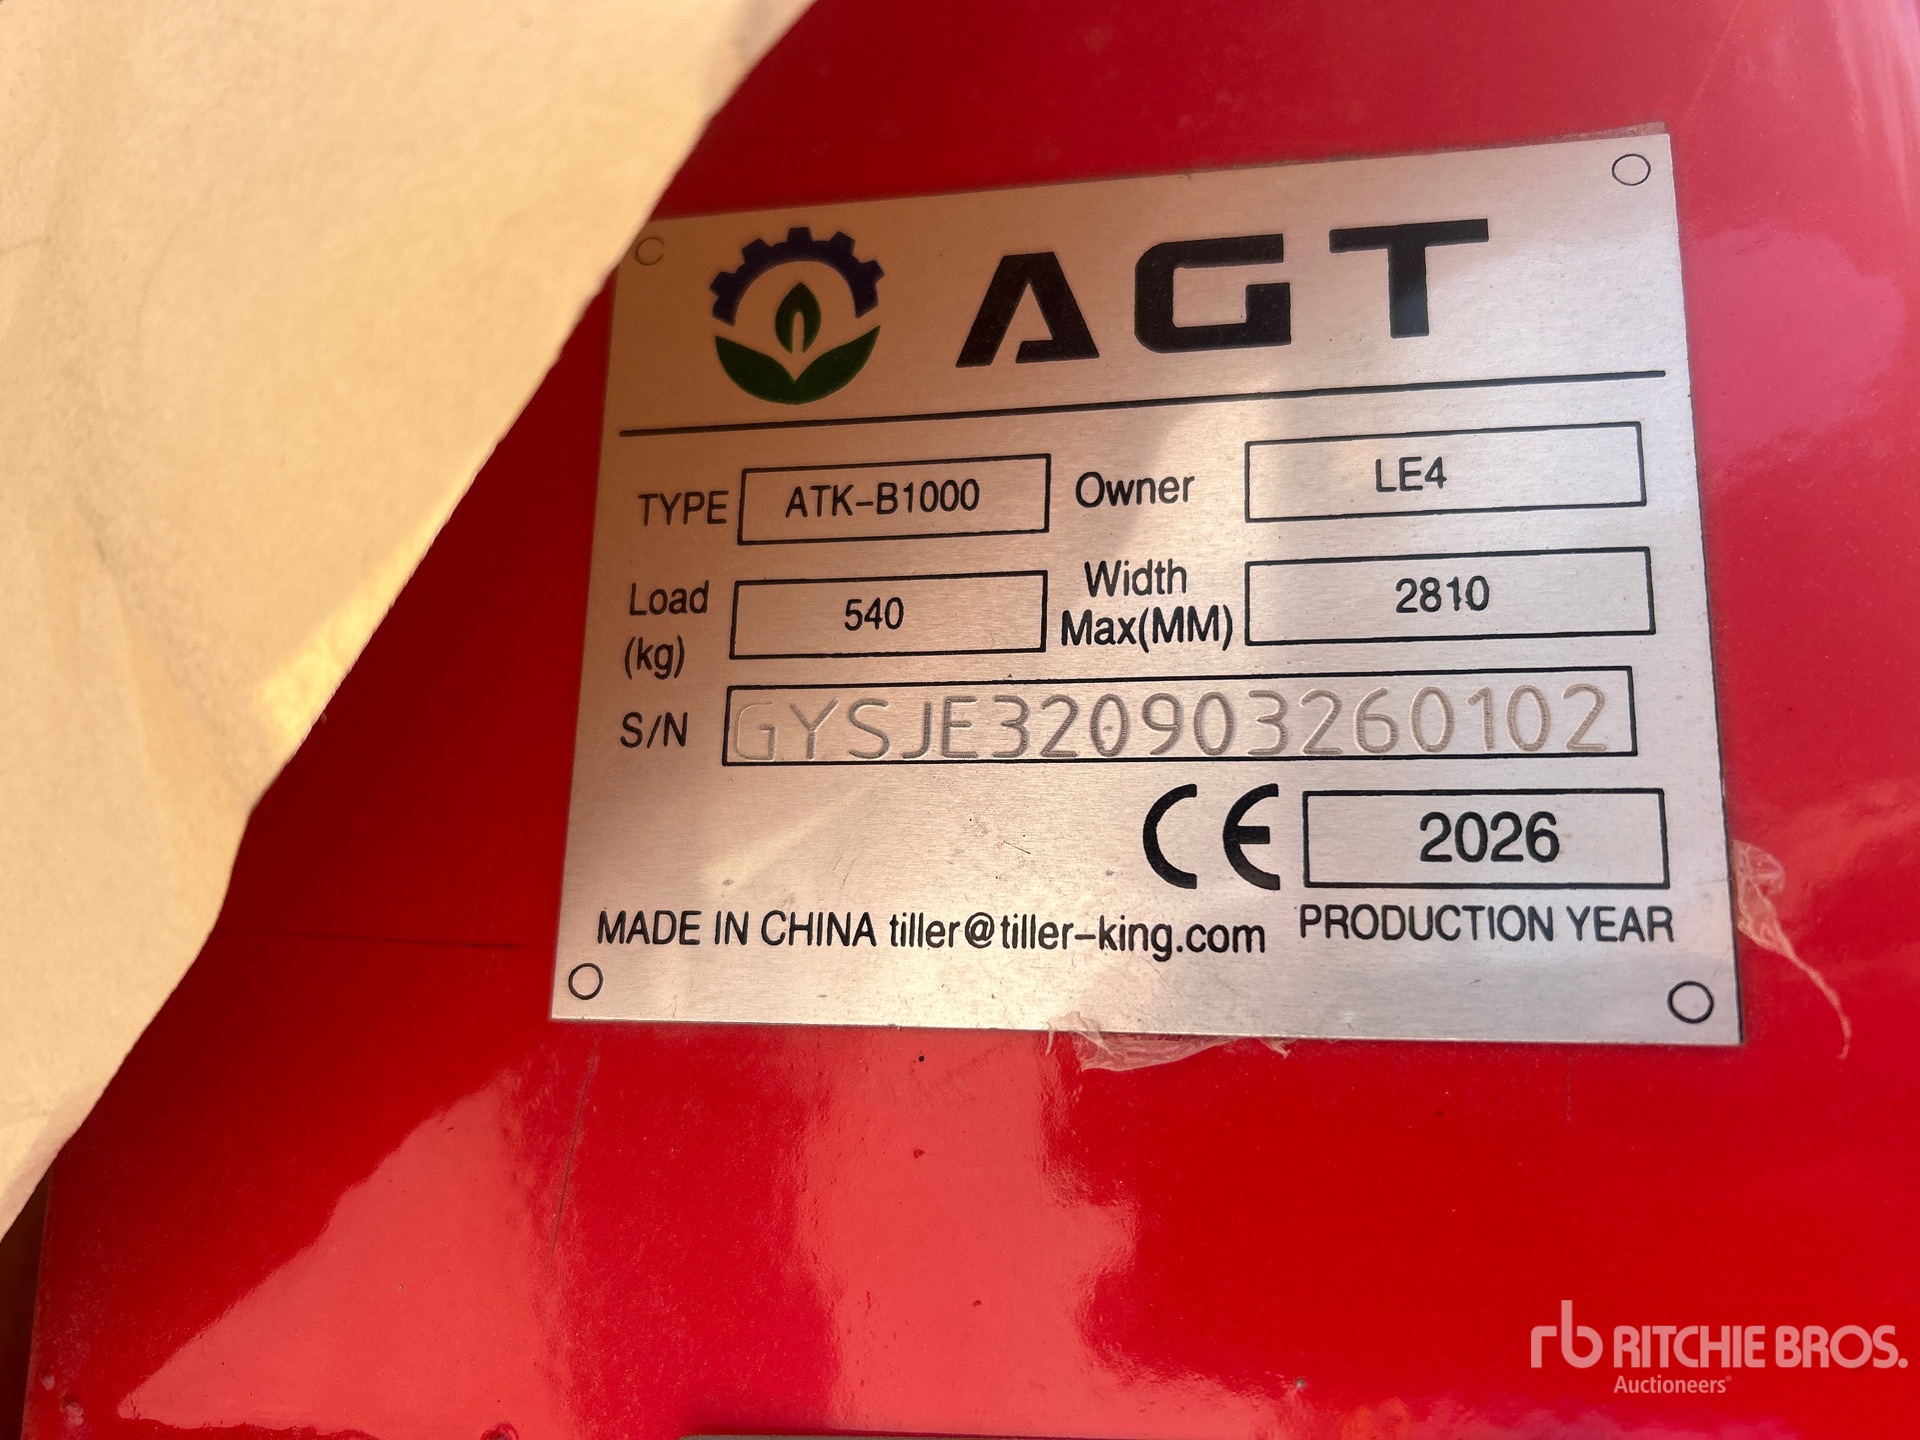 AGT
TYPE ATK-B1000 Owner LE4
Load (kg) 540 Width Max(MM) 2810
S/N GYSJE320903260102
CE 2026
MADE IN CHINA tiller@tiller-king.com PRODUCTION YEAR
rb RITCHIE BROS.
Auctioneers